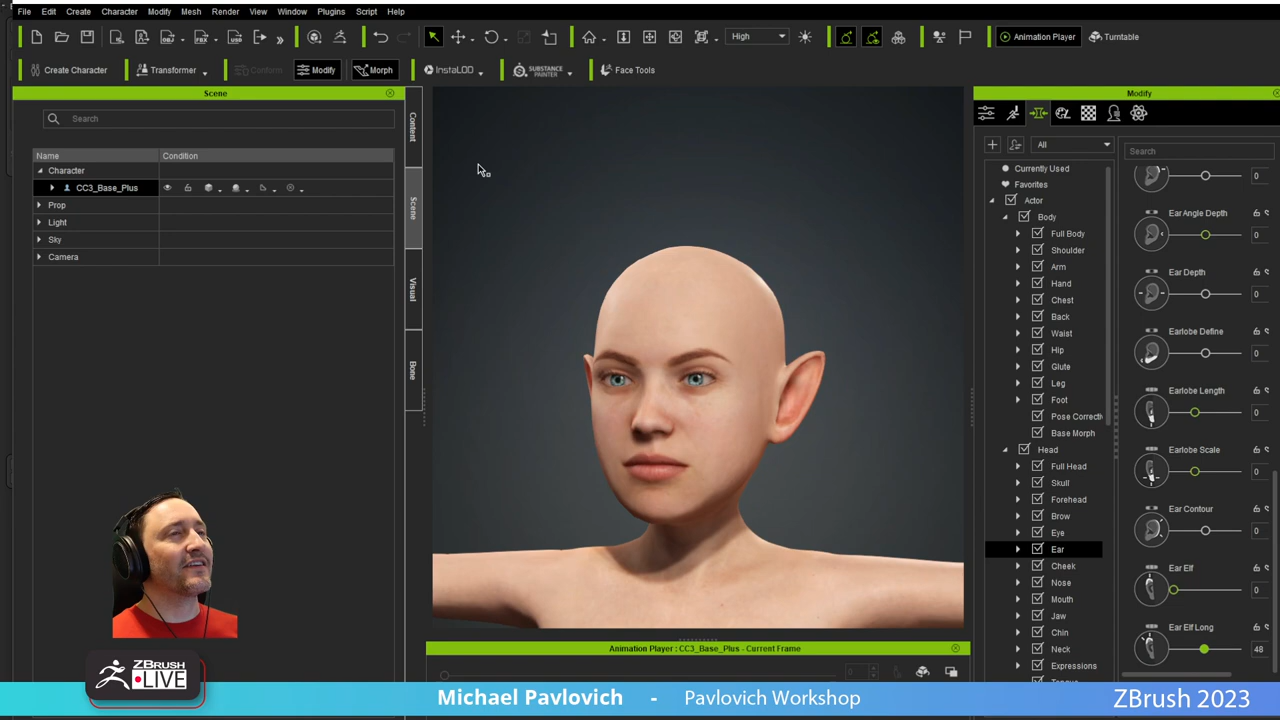 File Edit Create Character Modify Mesh Render View Window Plugins Script Help
High Animation Player Turntable
Create Character Transformer Conform Modify Morph InstaLOD SUBSTANCE PAINTER Face Tools
Scene
Search
Name Condition
Character
CC3_Base_Plus
Prop
Light
Sky
Camera
Content
Scene
Visual
Bone
Modify
All
Currently Used
Favorites
Actor
Body
Full Body
Shoulder
Arm
Hand
Chest
Back
Waist
Hip
Glute
Leg
Foot
Pose Correcti
Base Morph
Head
Full Head
Skull
Forehead
Brow
Eye
Ear
Cheek
Nose
Mouth
Jaw
Chin
Neck
Expressions
Search
0
Ear Angle Depth
0
Ear Depth
0
Earlobe Define
0
Earlobe Length
0
Earlobe Scale
0
Ear Contour
0
Ear Elf
0
Ear Elf Long
48
Animation Player : CC3_Base_Plus - Current Frame
0
ZBRUSH
LIVE
Michael Pavlovich - Pavlovich Workshop ZBrush 2023